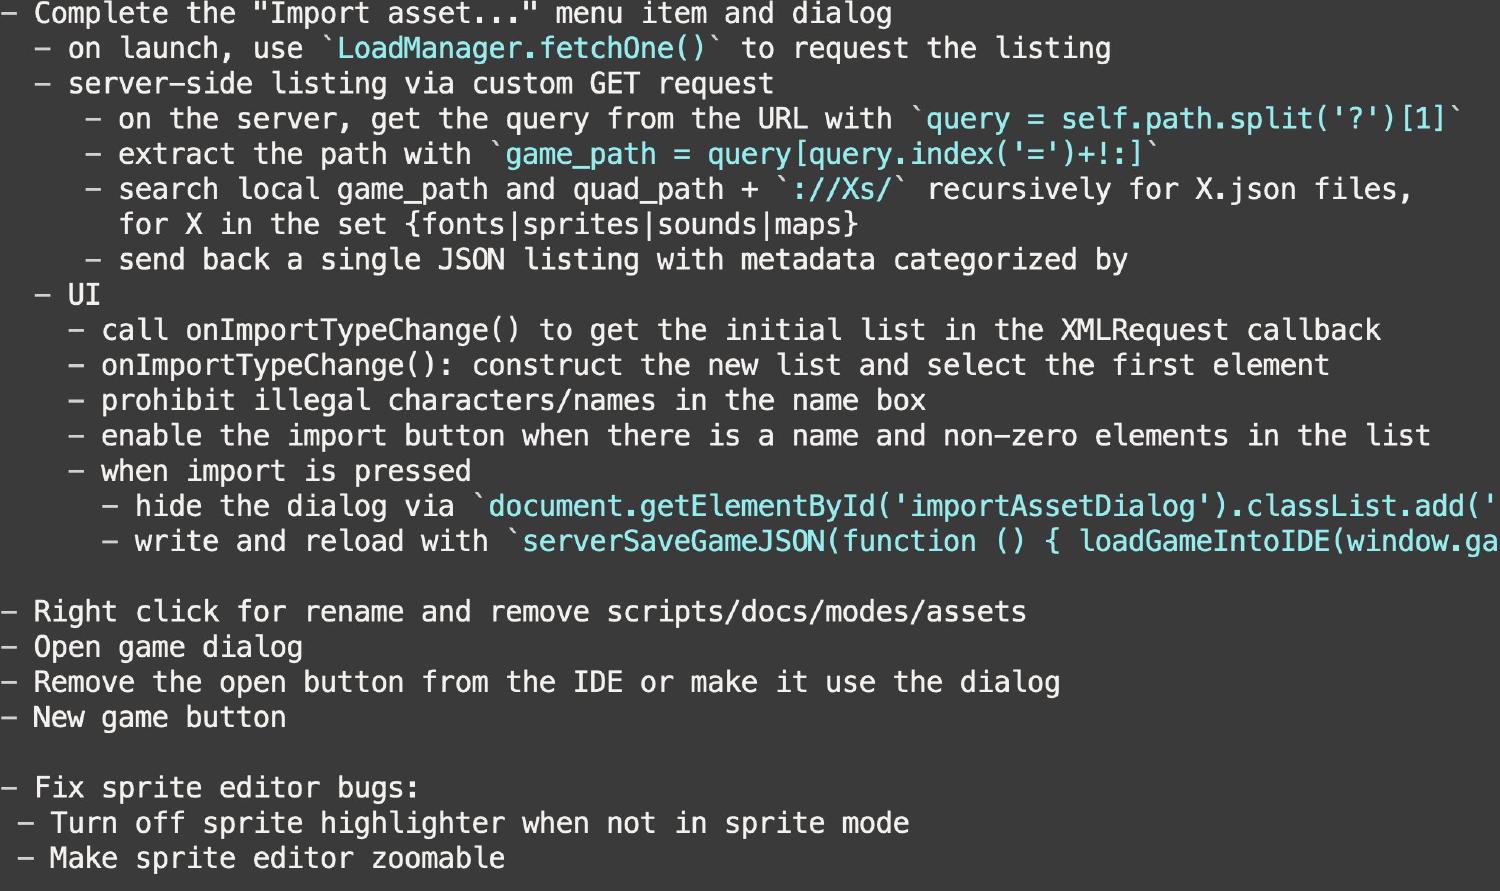 – Complete the "Import asset..." menu item and dialog
– on launch, use `LoadManager.fetchOne()` to request the listing
– server-side listing via custom GET request
– on the server, get the query from the URL with `query = self.path.split('?')[1]`
– extract the path with `game_path = query[query.index('=')+!:]`
– search local game_path and quad_path + `://Xs/` recursively for X.json files,
for X in the set {fonts|sprites|sounds|maps}
– send back a single JSON listing with metadata categorized by
– UI
– call onImportTypeChange() to get the initial list in the XMLRequest callback
– onImportTypeChange(): construct the new list and select the first element
– prohibit illegal characters/names in the name box
– enable the import button when there is a name and non-zero elements in the list
– when import is pressed
– hide the dialog via `document.getElementById('importAssetDialog').classList.add('
– write and reload with `serverSaveGameJSON(function () { loadGameIntoIDE(window.ga
– Right click for rename and remove scripts/docs/modes/assets
– Open game dialog
– Remove the open button from the IDE or make it use the dialog
– New game button
– Fix sprite editor bugs:
– Turn off sprite highlighter when not in sprite mode
– Make sprite editor zoomable